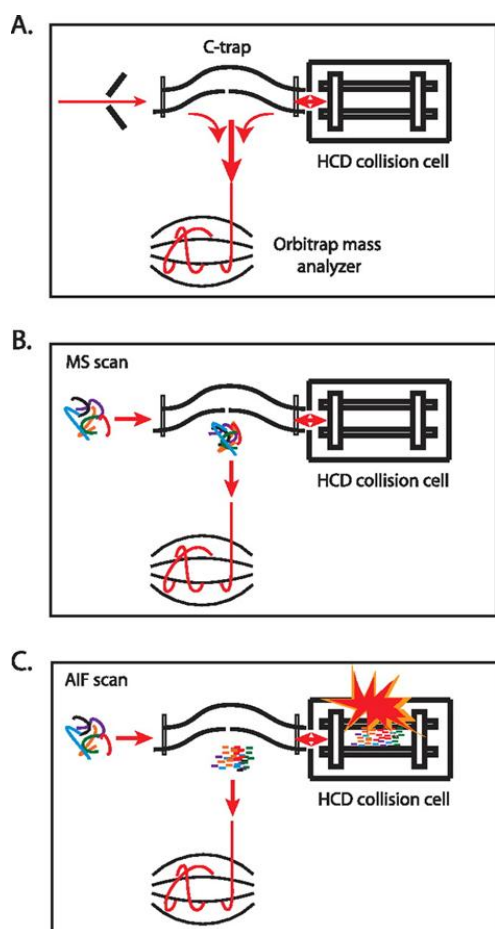 A.
C-trap
HCD collision cell
Orbitrap mass
analyzer
B.
MS scan
HCD collision cell
C.
AIF scan
HCD collision cell